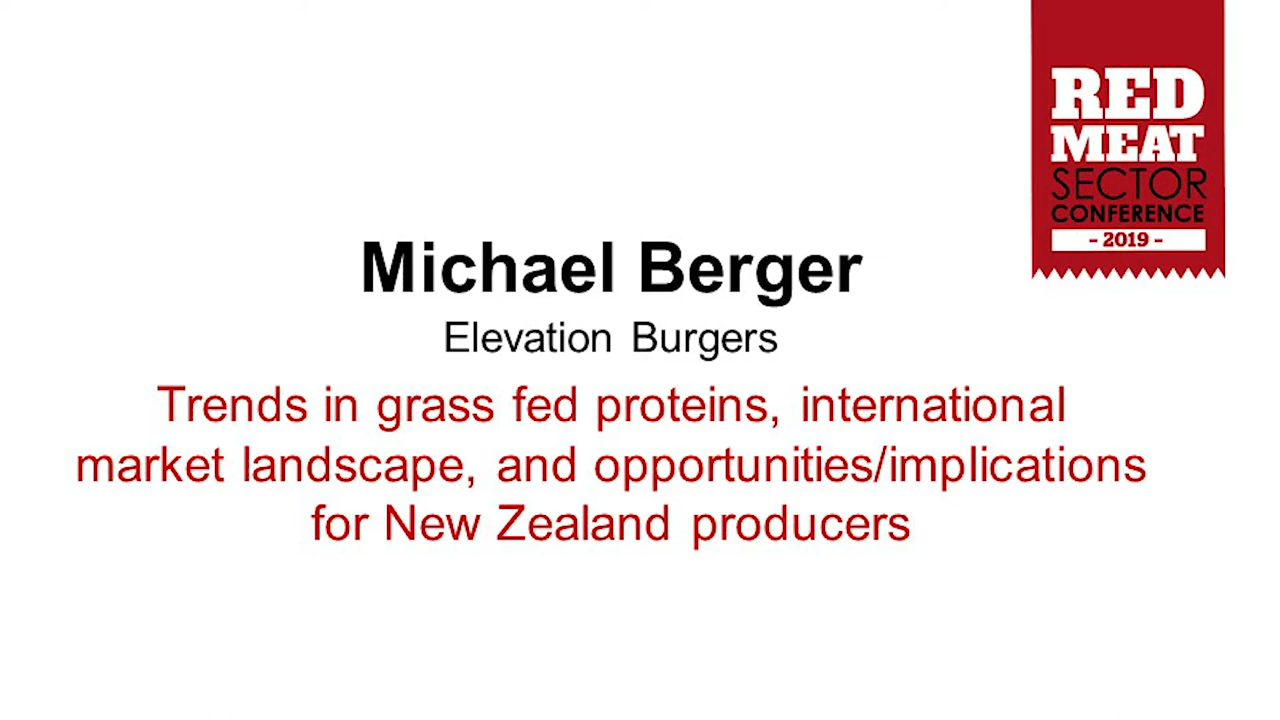 RED
MEAT
SECTOR
CONFERENCE
- 2019 -
Michael Berger
Elevation Burgers
Trends in grass fed proteins, international
market landscape, and opportunities/implications
for New Zealand producers